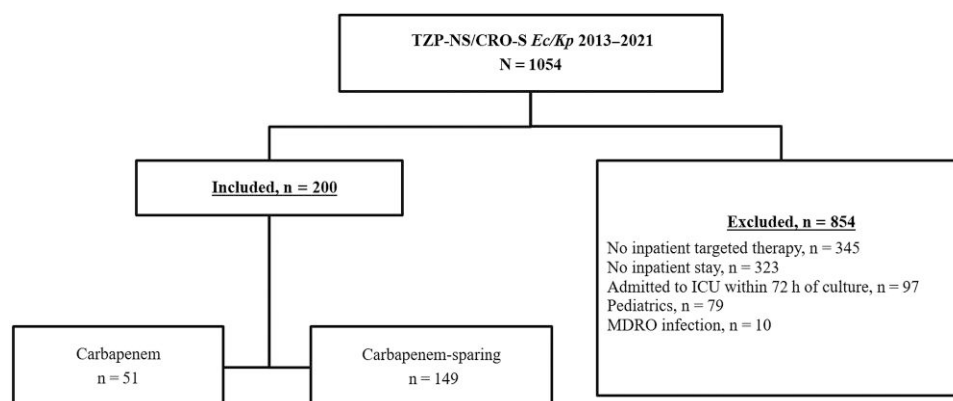 TZP-NS/CRO-S Ec/Kp 2013–2021
N = 1054
Included, n = 200
Excluded, n = 854
No inpatient targeted therapy, n = 345
No inpatient stay, n = 323
Admitted to ICU within 72 h of culture, n = 97
Pediatrics, n = 79
MDRO infection, n = 10
Carbapenem
n = 51
Carbapenem-sparing
n = 149